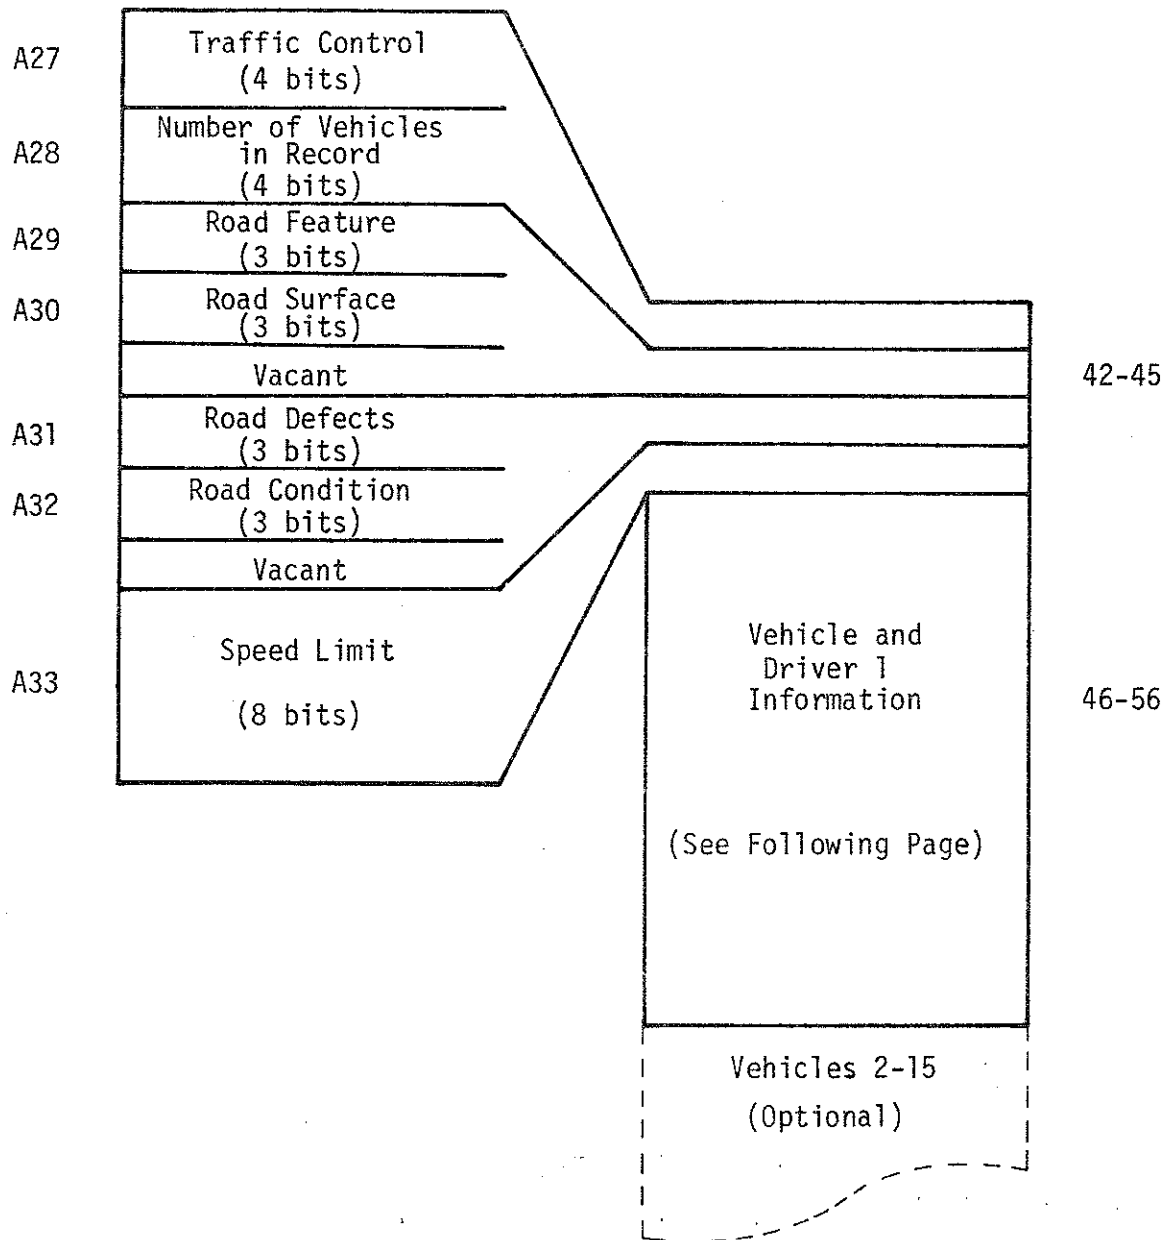 A27
Traffic Control
(4 bits)
A28
Number of Vehicles
in Record
(4 bits)
A29
Road Feature
(3 bits)
A30
Road Surface
(3 bits)
Vacant
42-45
A31
Road Defects
(3 bits)
A32
Road Condition
(3 bits)
Vacant
A33
Speed Limit
(8 bits)
Vehicle and
Driver 1
Information
46-56
(See Following Page)
Vehicles 2-15
(Optional)